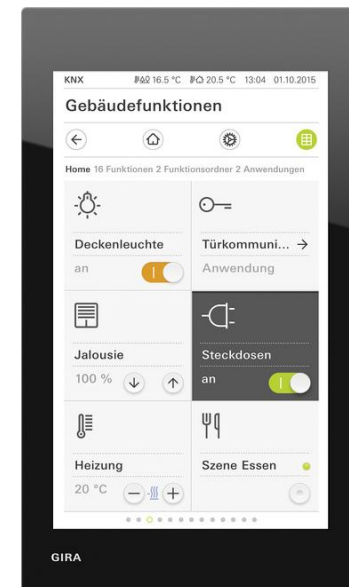 KNX 16.5 °C 20.5 °C 13:04 01.10.2015
Gebäudefunktionen
Home 16 Funktionen 2 Funktionsordner 2 Anwendungen
Deckenleuchte
an
Türkommuni... →
Anwendung
Jalousie
100 %
Steckdosen
an
Heizung
20 °C
Szene Essen
GIRA